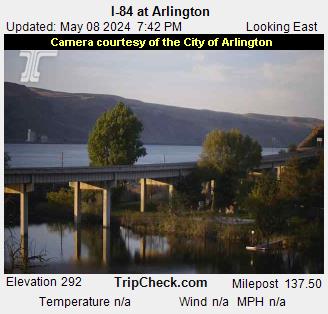 I-84 at Arlington
Updated: May 08 2024 7:42 PM Looking East
Camera courtesy of the City of Arlington
Elevation 292 TripCheck.com Milepost 137.50
Temperature n/a Wind n/a MPH n/a